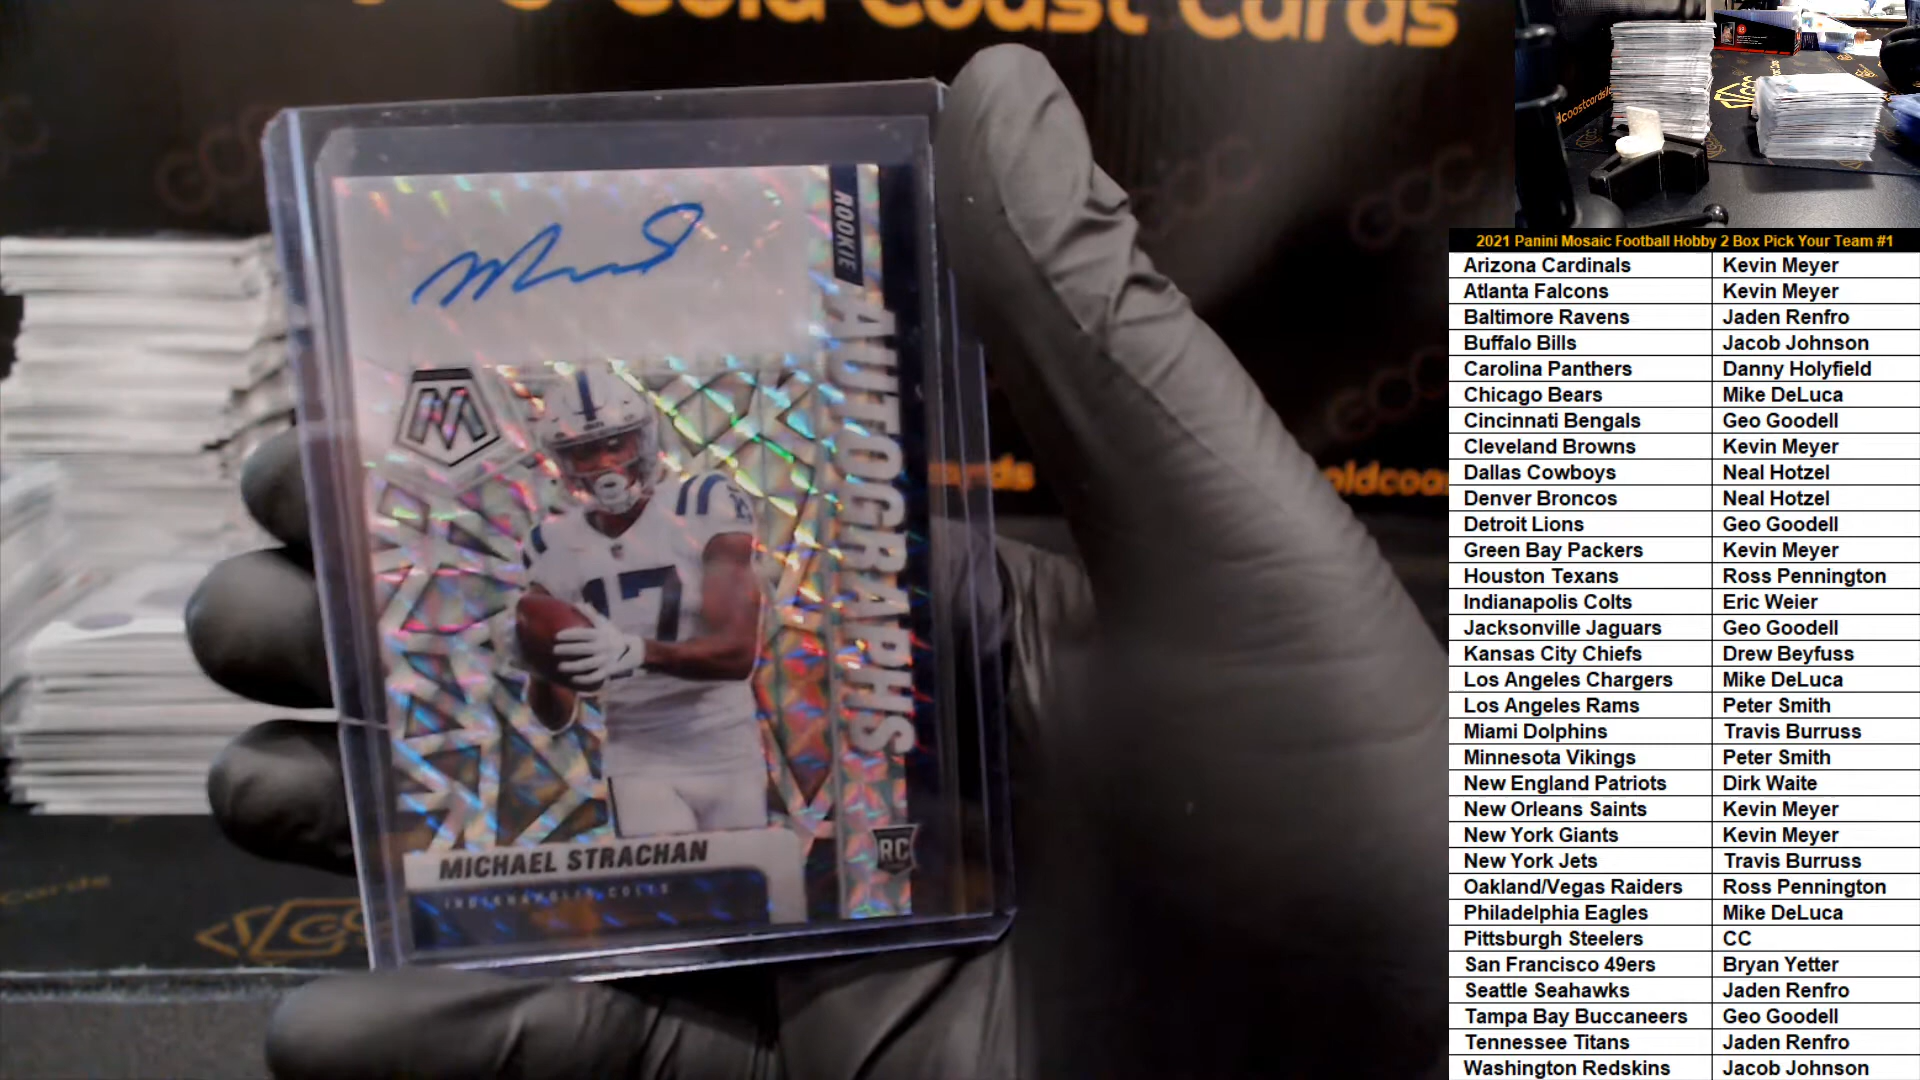 Gold Coast Cards
ROOKIE
AUTOGRAPHS
M
17
MICHAEL STRACHAN
INDIANAPOLIS COLTS
RC
GCC
ards
oldcoa
2021 Panini Mosaic Football Hobby 2 Box Pick Your Team #1
Arizona Cardinals Kevin Meyer
Atlanta Falcons Kevin Meyer
Baltimore Ravens Jaden Renfro
Buffalo Bills Jacob Johnson
Carolina Panthers Danny Holyfield
Chicago Bears Mike DeLuca
Cincinnati Bengals Geo Goodell
Cleveland Browns Kevin Meyer
Dallas Cowboys Neal Hotzel
Denver Broncos Neal Hotzel
Detroit Lions Geo Goodell
Green Bay Packers Kevin Meyer
Houston Texans Ross Pennington
Indianapolis Colts Eric Weier
Jacksonville Jaguars Geo Goodell
Kansas City Chiefs Drew Beyfuss
Los Angeles Chargers Mike DeLuca
Los Angeles Rams Peter Smith
Miami Dolphins Travis Burruss
Minnesota Vikings Peter Smith
New England Patriots Dirk Waite
New Orleans Saints Kevin Meyer
New York Giants Kevin Meyer
New York Jets Travis Burruss
Oakland/Vegas Raiders Ross Pennington
Philadelphia Eagles Mike DeLuca
Pittsburgh Steelers CC
San Francisco 49ers Bryan Yetter
Seattle Seahawks Jaden Renfro
Tampa Bay Buccaneers Geo Goodell
Tennessee Titans Jaden Renfro
Washington Redskins Jacob Johnson